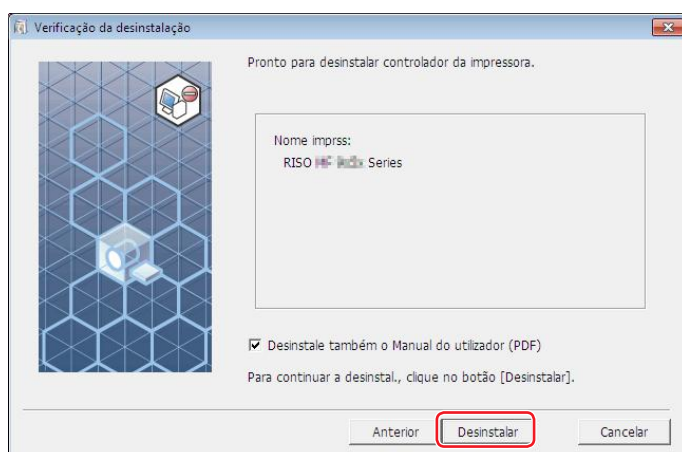 Verificação da desinstalação
Pronto para desinstalar controlador da impressora.
Nome imprss:
RISO Series
Desinstale também o Manual do utilizador (PDF)
Para continuar a desinstal., clique no botão [Desinstalar].
Anterior
Desinstalar
Cancelar